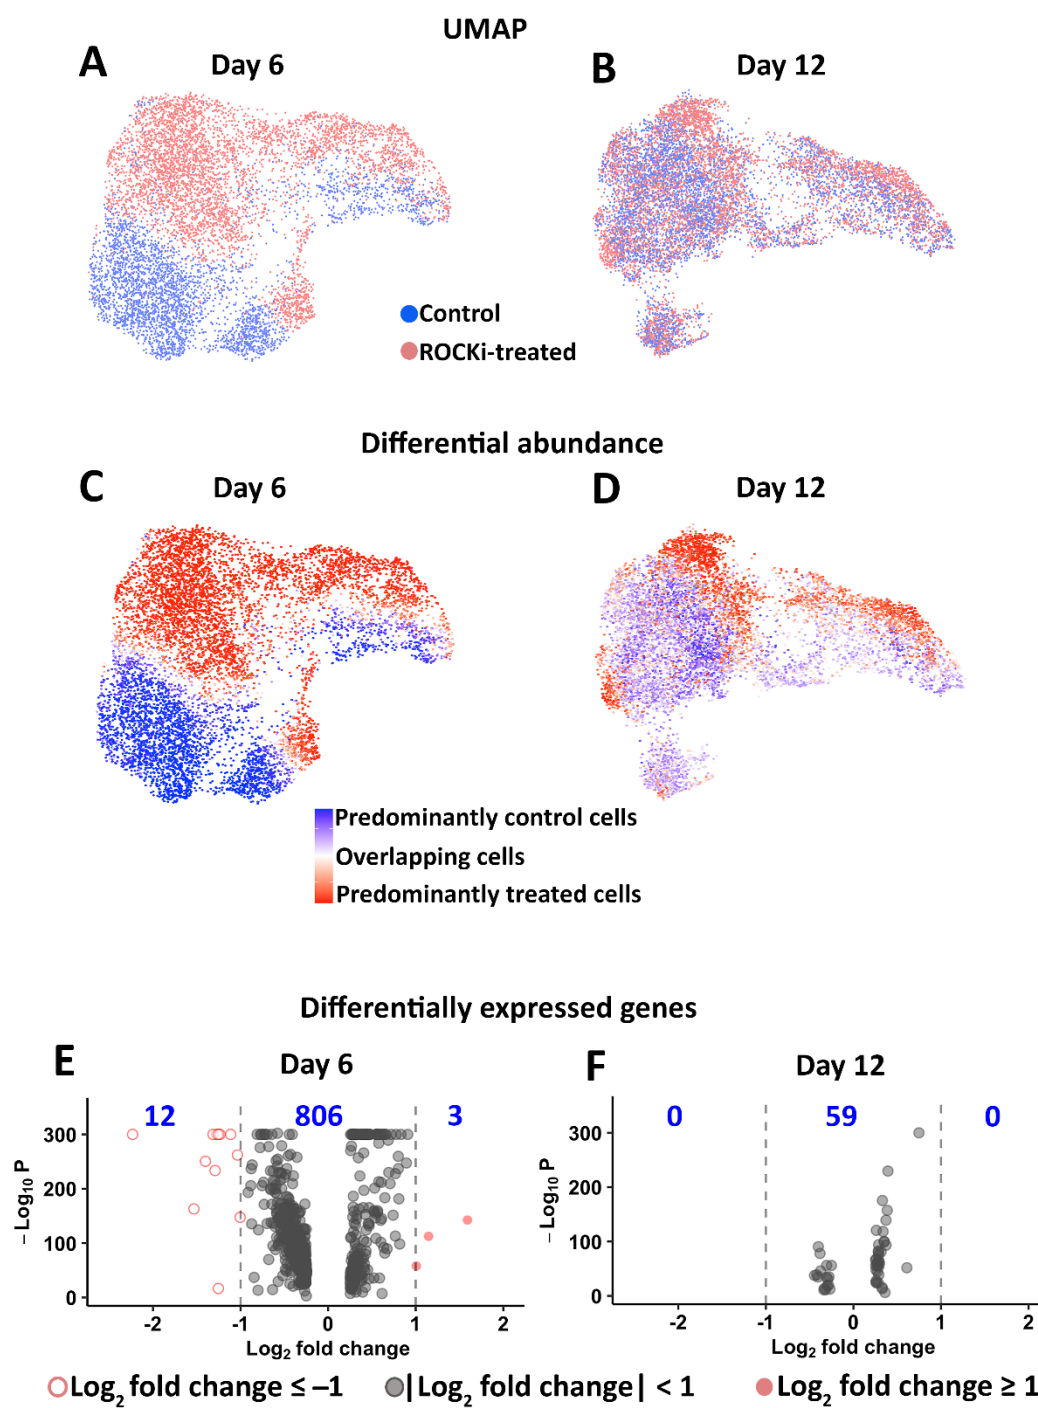 UMAP
A Day 6
B Day 12
Control
ROCKi-treated
Differential abundance
C Day 6
D Day 12
Predominantly control cells
Overlapping cells
Predominantly treated cells
Differentially expressed genes
E Day 6
F Day 12
12 806 3
0 59 0
300
200
100
0
−Log10 P
-2 -1 0 1 2
Log2 fold change
300
200
100
0
−Log10 P
-2 -1 0 1 2
Log2 fold change
Log2 fold change ≤ −1
|Log2 fold change| < 1
Log2 fold change ≥ 1